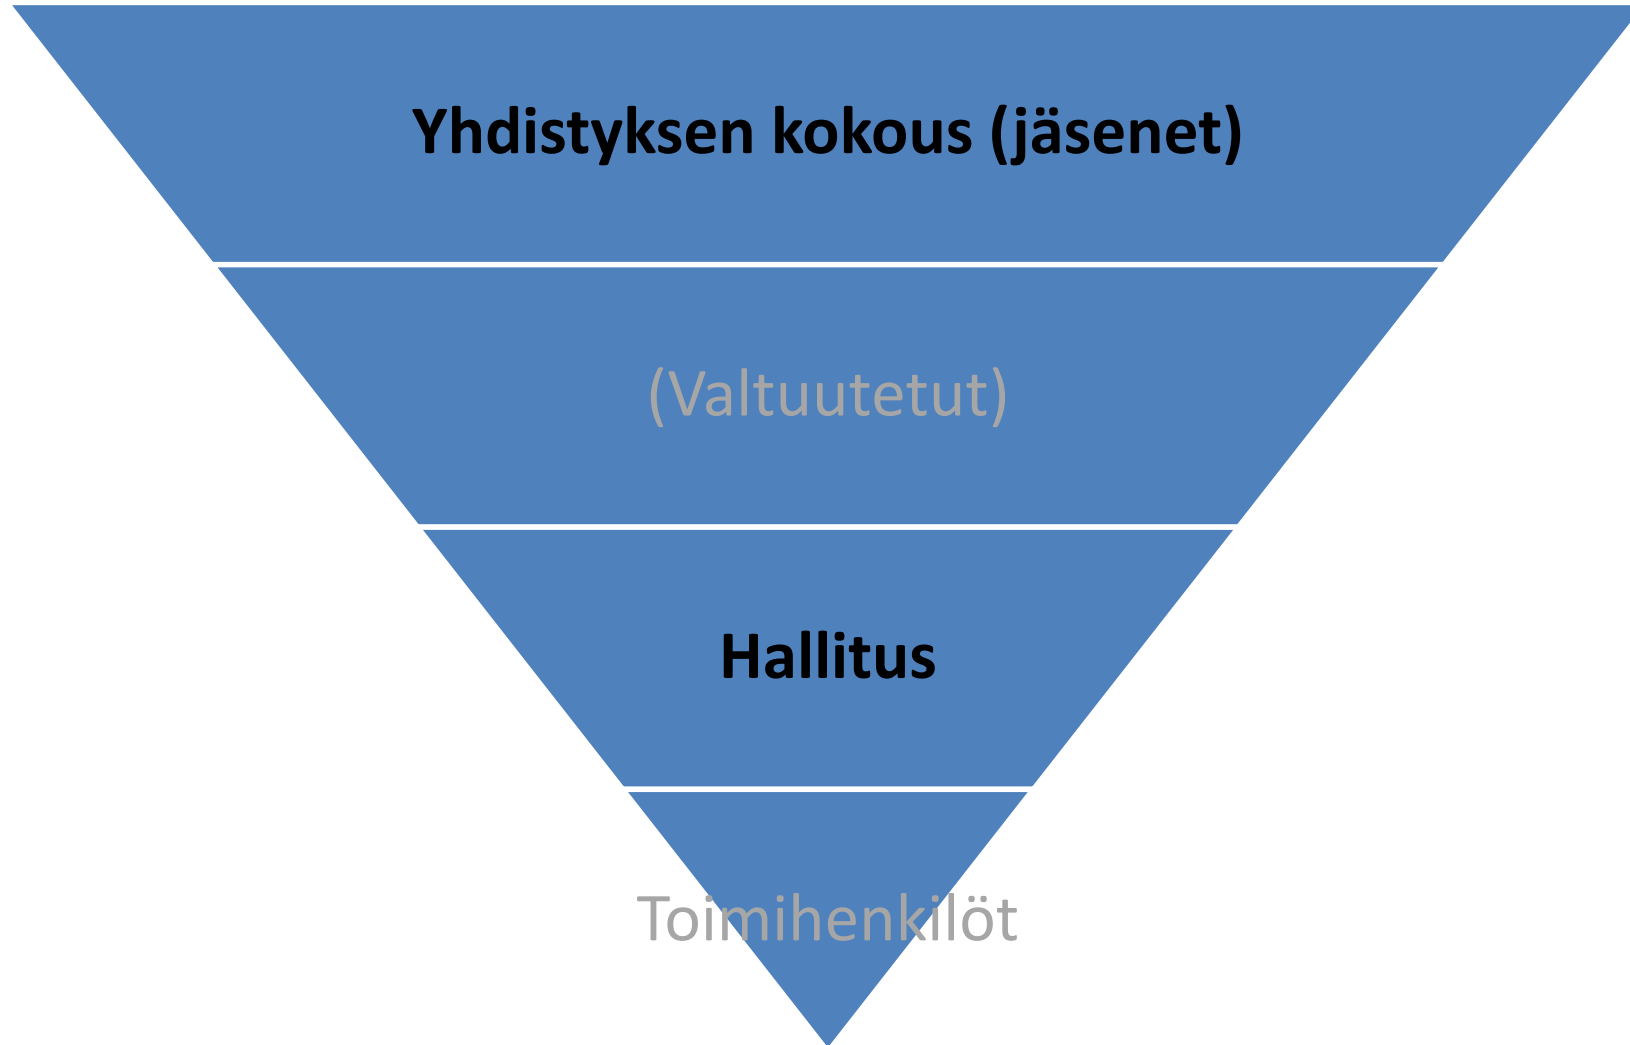 Yhdistyksen kokous (jäsenet)
(Valtuutetut)
Hallitus
Toimihenkilöt